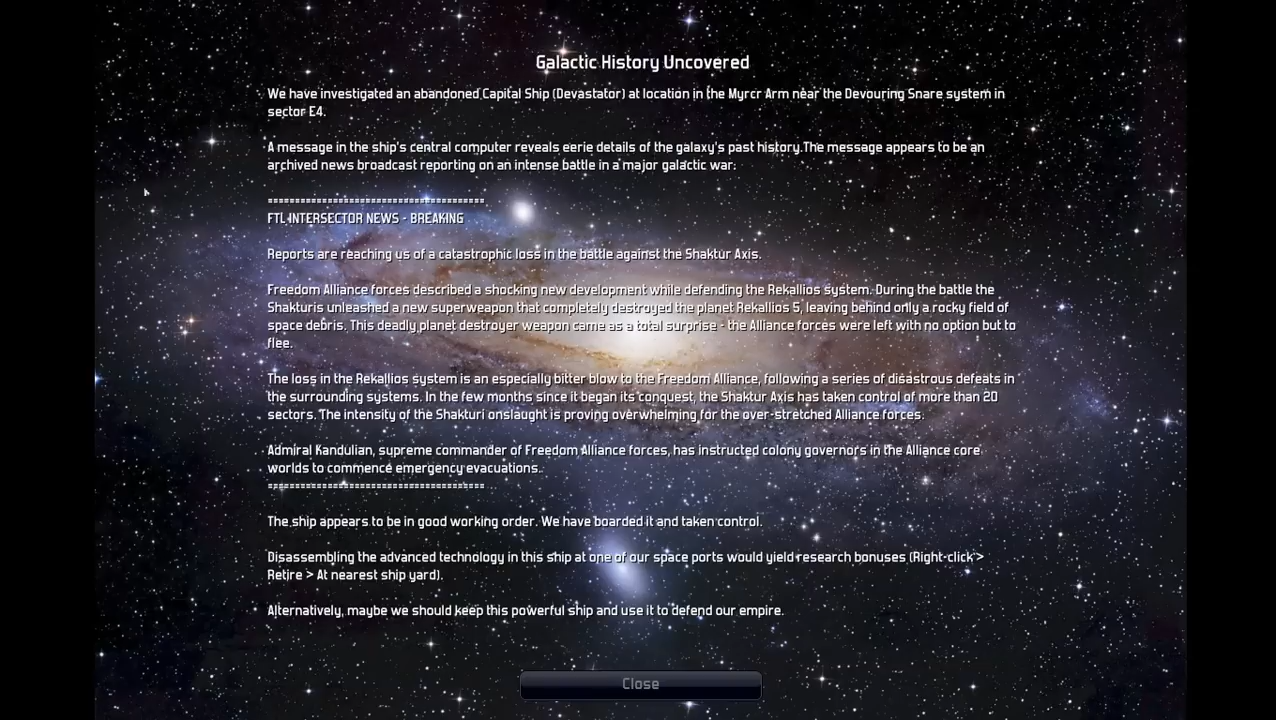 Galactic History Uncovered
We have investigated an abandoned Capital Ship (Devastator) at location in the Myrcr Arm near the Devouring Snare system in
sector E4.
A message in the ship's central computer reveals eerie details of the galaxy's past history.The message appears to be an
archived news broadcast reporting on an intense battle in a major galactic war:
========================================
FTL INTERSECTOR NEWS - BREAKING
Reports are reaching us of a catastrophic loss in the battle against the Shaktur Axis.
Freedom Alliance forces described a shocking new development while defending the Rekallios system. During the battle the
Shakturis unleashed a new superweapon that completely destroyed the planet Rekallios 5, leaving behind only a rocky field of
space debris. This deadly planet destroyer weapon came as a total surprise - the Alliance forces were left with no option but to
flee.
The loss in the Rekallios system is an especially bitter blow to the Freedom Alliance, following a series of disastrous defeats in
the surrounding systems. In the few months since it began its conquest, the Shaktur Axis has taken control of more than 20
sectors. The intensity of the Shakturi onslaught is proving overwhelming for the over-stretched Alliance forces.
Admiral Kandulian, supreme commander of Freedom Alliance forces, has instructed colony governors in the Alliance core
worlds to commence emergency evacuations.
========================================
The ship appears to be in good working order. We have boarded it and taken control.
Disassembling the advanced technology in this ship at one of our space ports would yield research bonuses (Right-click >
Retire > At nearest ship yard).
Alternatively, maybe we should keep this powerful ship and use it to defend our empire.
Close